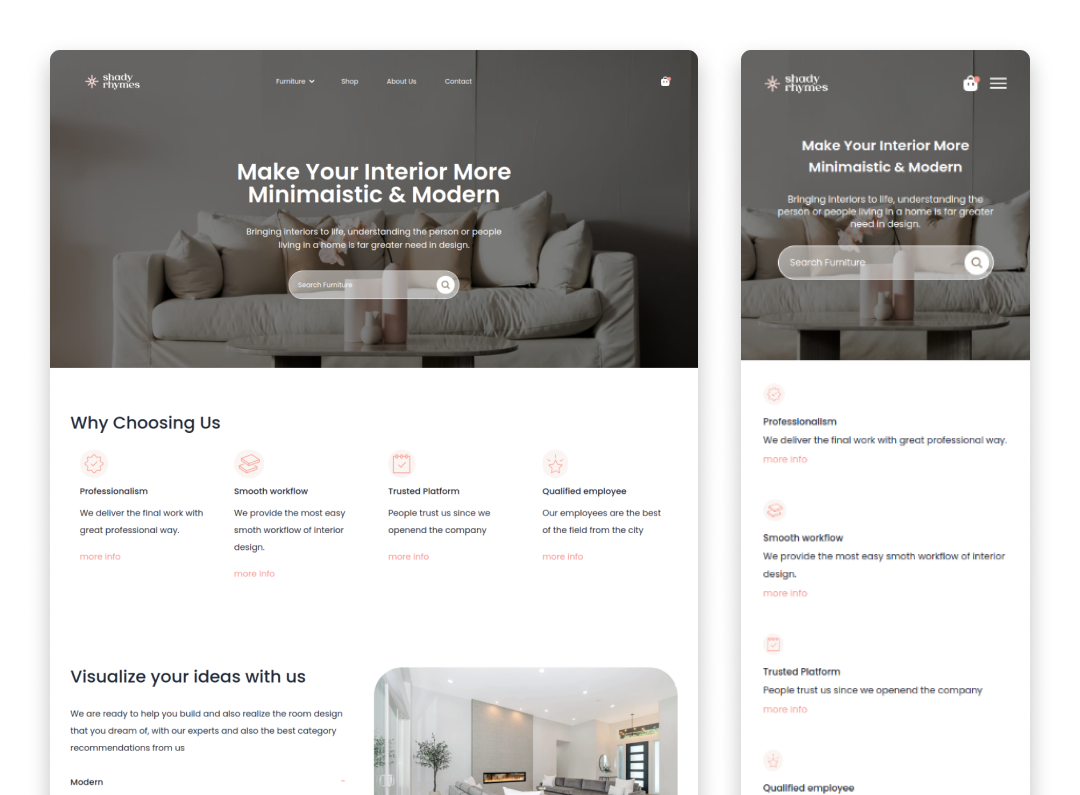 shady
rhymes
Furniture
Shop
About Us
Contact
Make Your Interior More
Minimaistic & Modern
Bringing interiors to life, understanding the person or people
living in a home is far greater need in design.
Search Furniture
Why Choosing Us
Professionalism
We deliver the final work with
great professional way.
more info
Smooth workflow
We provide the most easy
smoth workflow of interior
design.
more info
Trusted Platform
People trust us since we
openend the company
more info
Qualified employee
Our employees are the best
of the field from the city
more info
Visualize your ideas with us
We are ready to help you build and also realize the room design
that you dream of, with our experts and also the best category
recommendations from us
Modern
shady
rhymes
Make Your Interior More
Minimaistic & Modern
Bringing interiors to life, understanding the
person or people living in a home is far greater
need in design.
Search Furniture
Professionalism
We deliver the final work with great professional way.
more info
Smooth workflow
We provide the most easy smoth workflow of interior
design.
more info
Trusted Platform
People trust us since we openend the company
more info
Qualified employee